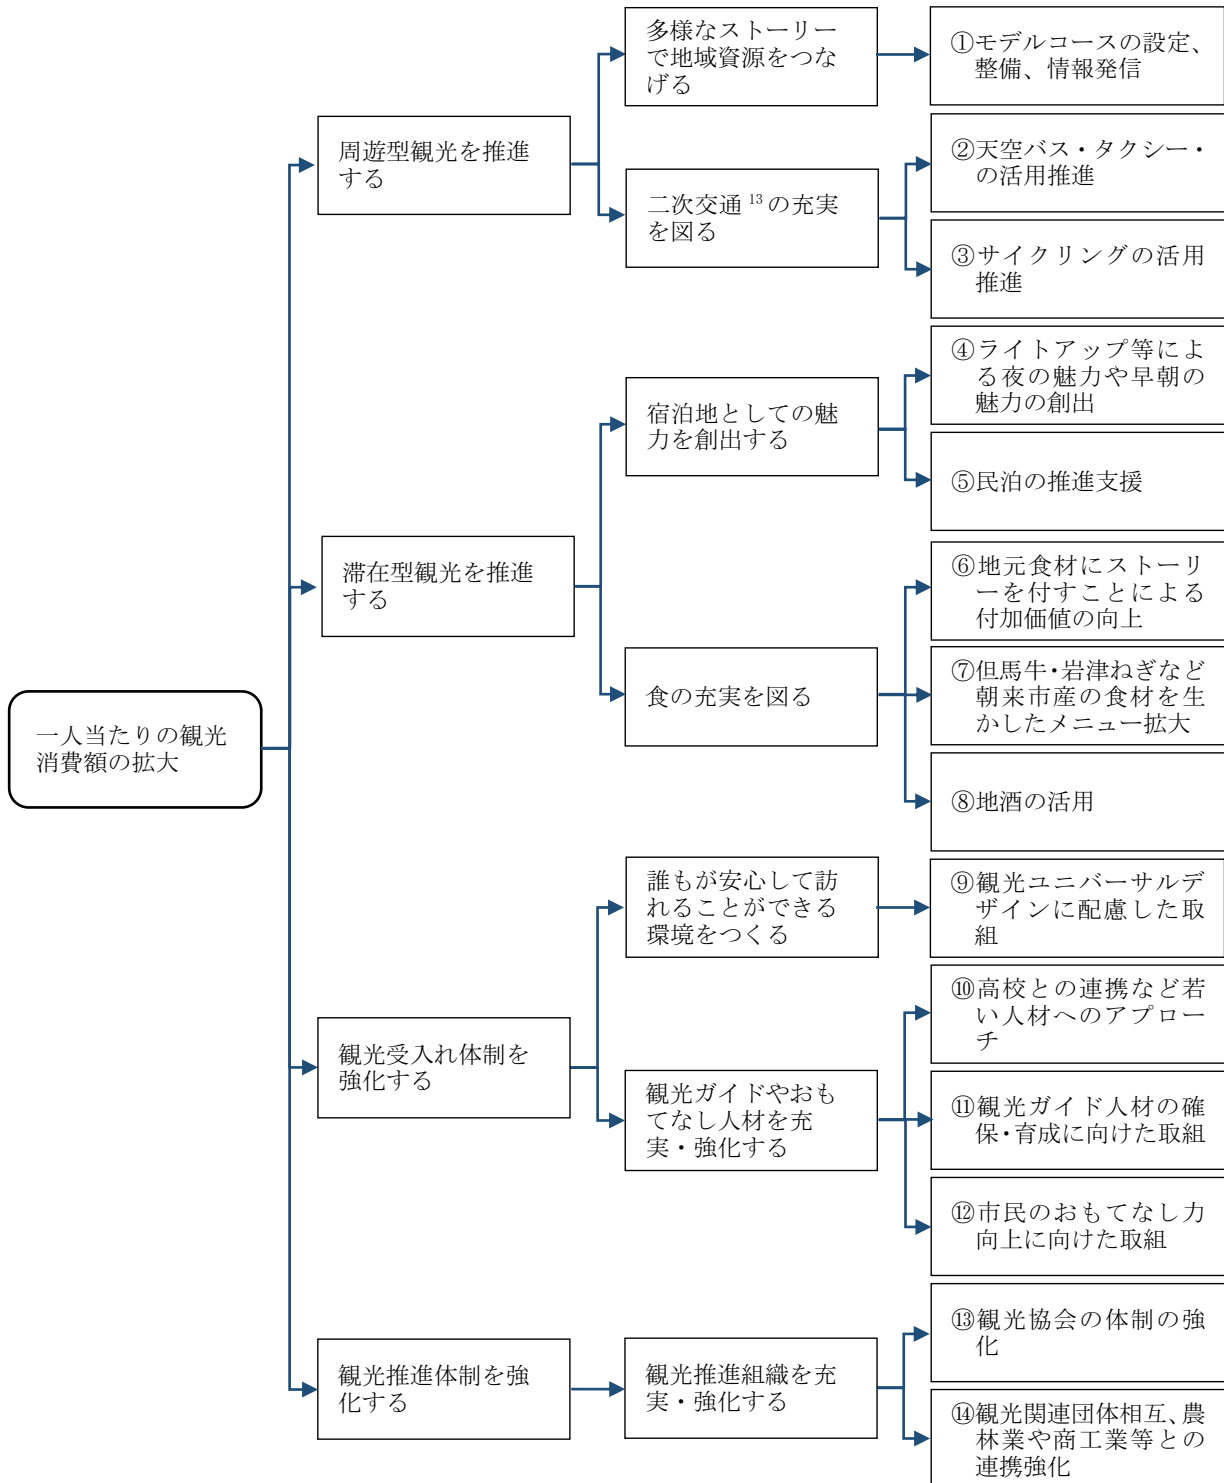 多様なストーリー
で地域資源をつな
げる
①モデルコースの設定、
整備、情報発信
周遊型観光を推進
する
②天空バス・タクシー・
の活用推進
二次交通13の充実
を図る
③サイクリングの活用
推進
④ライトアップ等によ
る夜の魅力や早朝の
魅力の創出
宿泊地としての魅
力を創出する
⑤民泊の推進支援
滞在型観光を推進
する
⑥地元食材にストーリ
ーを付すことによる
付加価値の向上
食の充実を図る
⑦但馬牛・岩津ねぎなど
朝来市産の食材を生
かしたメニュー拡大
⑧地酒の活用
一人当たりの観光
消費額の拡大
誰もが安心して訪
れることができる
環境をつくる
⑨観光ユニバーサルデ
ザインに配慮した取
組
観光受入れ体制を
強化する
⑩高校との連携など若
い人材へのアプロー
チ
観光ガイドやおも
てなし人材を充
実・強化する
⑪観光ガイド人材の確
保・育成に向けた取組
⑫市民のおもてなし力
向上に向けた取組
観光推進体制を強
化する
観光推進組織を充
実・強化する
⑬観光協会の体制の強
化
⑭観光関連団体相互、農
林業や商工業等との
連携強化